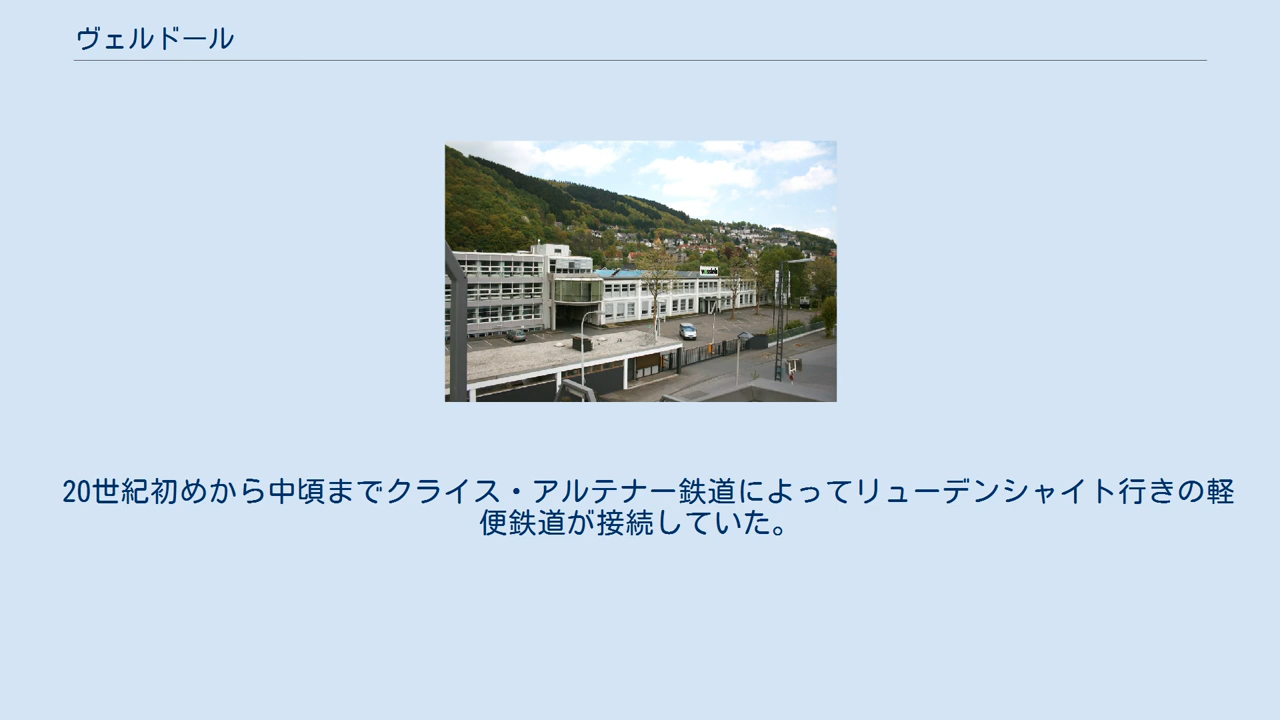 ヴェルドール
20世紀初めから中頃までクライス・アルテナー鉄道によってリューデンシャイト行きの軽
便鉄道が接続していた。